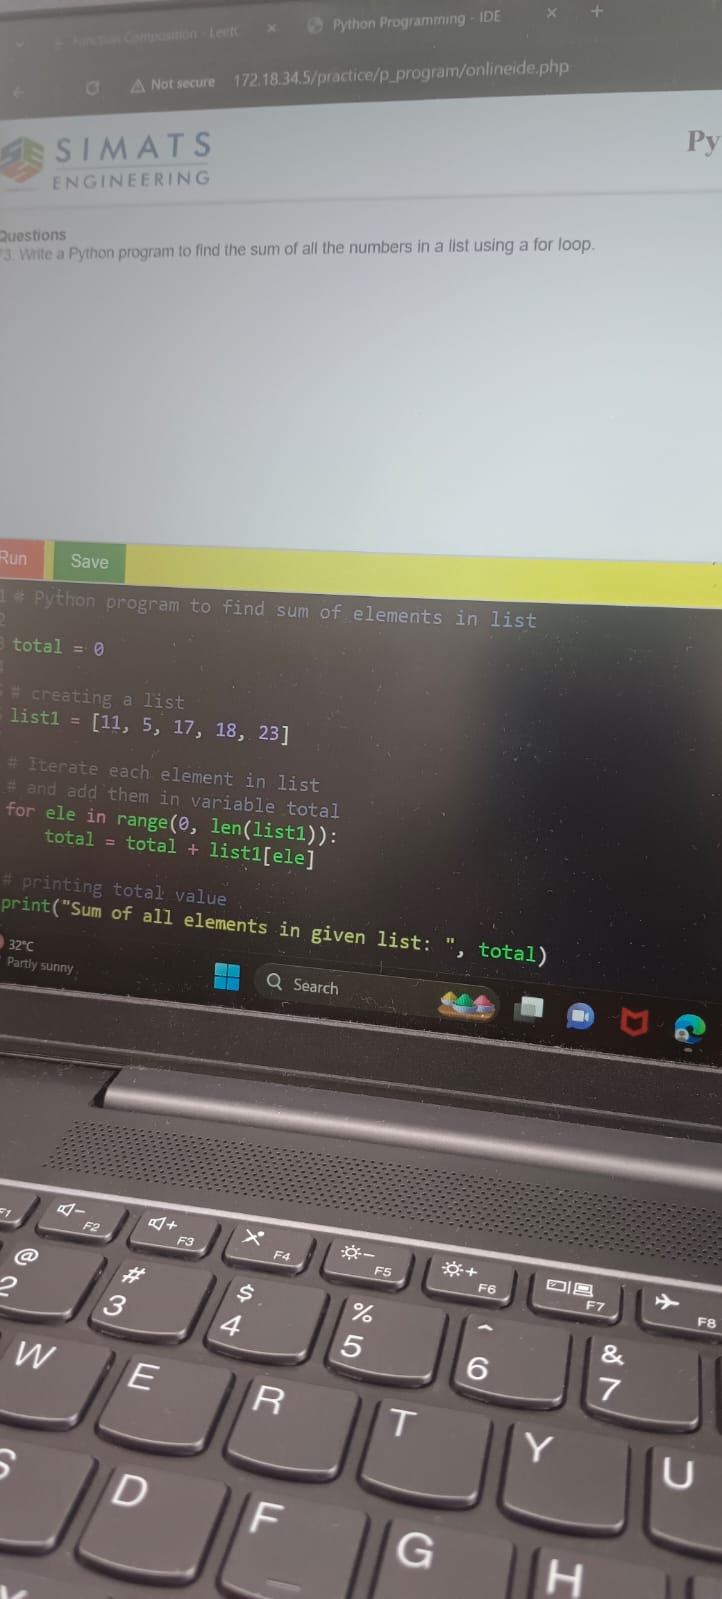 Function Composition - Leetc
Python Programming - IDE
Not secure 172.18.34.5/practice/p_program/onlineide.php
SIMATS
ENGINEERING
Py
Questions
3. Write a Python program to find the sum of all the numbers in a list using a for loop.
Run Save
1 # Python program to find sum of elements in list
2
3 total = 0
# creating a list
list1 = [11, 5, 17, 18, 23]
# Iterate each element in list
# and add them in variable total
for ele in range(0, len(list1)):
total = total + list1[ele]
# printing total value
print("Sum of all elements in given list: ", total)
32°C
Partly sunny
Search
F1 F2 F3 F4 F5 F6 F7 F8
@ # $ % ^ &
2 3 4 5 6 7
W E R T Y U
S D F G H